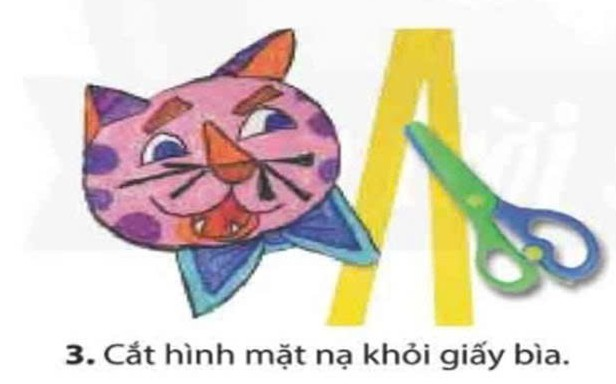 3. Cắt hình mặt nạ khỏi giấy bìa.